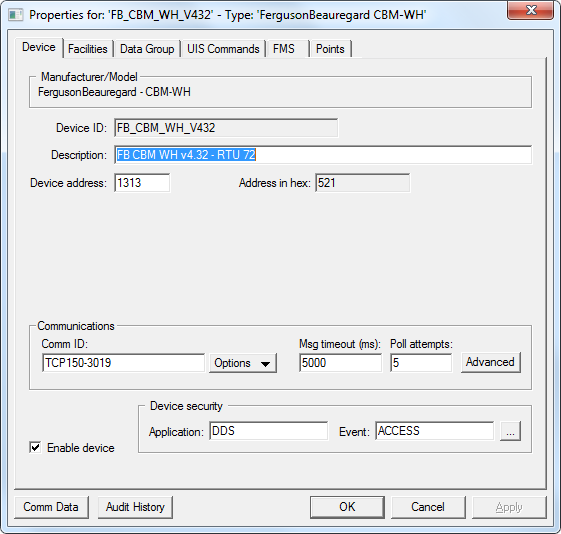 Properties for: 'FB_CBM_WH_V432' - Type: 'FergusonBeauregard CBM-WH'
Device Facilities Data Group UIS Commands FMS Points
Manufacturer/Model
FergusonBeauregard - CBM-WH
Device ID: FB_CBM_WH_V432
Description: FB CBM WH v4.32 - RTU 72
Device address: 1313 Address in hex: 521
Communications
Comm ID: Msg timeout (ms): Poll attempts:
TCP150-3019 Options 5000 5 Advanced
Device security
Application: DDS Event: ACCESS ...
Enable device
Comm Data Audit History OK Cancel Apply